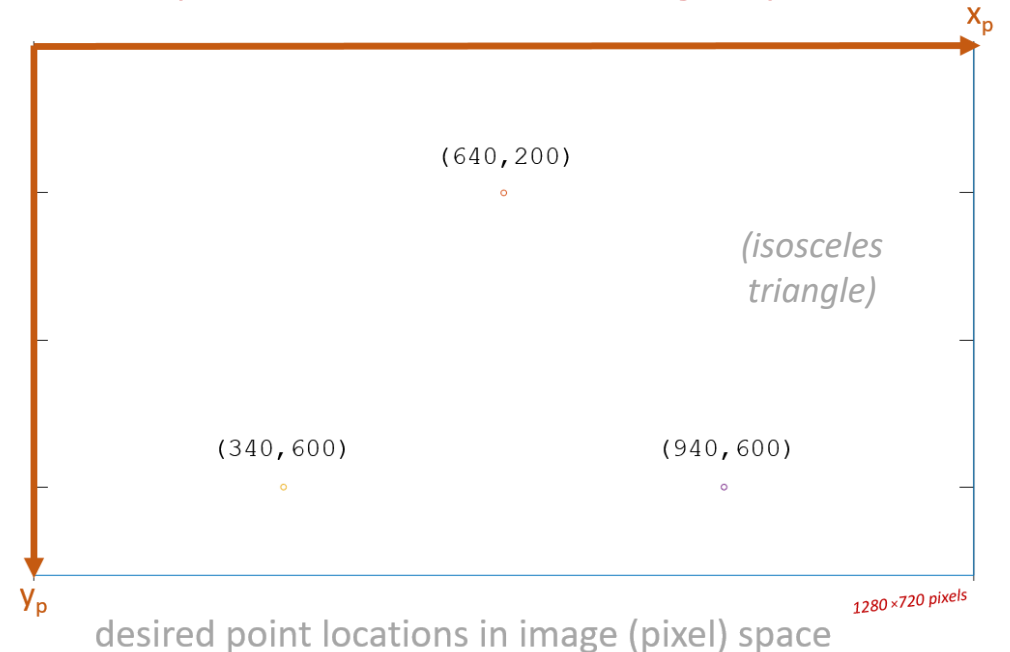 xp
(640,200)
(isosceles
triangle)
(340,600)
(940,600)
yp
1280×720 pixels
desired point locations in image (pixel) space